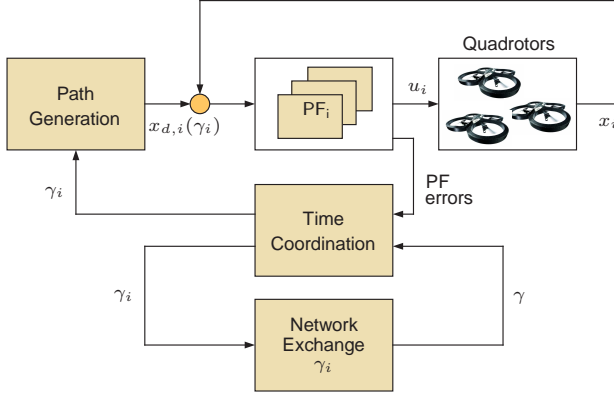 Quadrotors
Path
Generation
x_{d,i}(γ_i)
PF_i
u_i
x_i
γ_i
PF
errors
Time
Coordination
γ_i
γ
Network
Exchange
γ_i